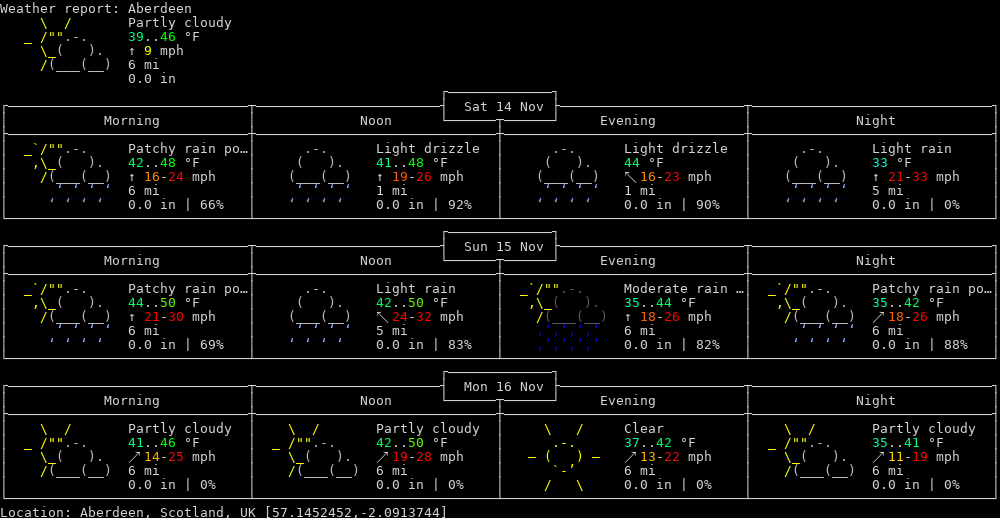 Weather report: Aberdeen
Partly cloudy
39..46 °F
↑ 9 mph
6 mi
0.0 in
Sat 14 Nov
Morning Noon Evening Night
Patchy rain po… Light drizzle Light drizzle Light rain
42..48 °F 41..48 °F 44 °F 33 °F
↑ 16-24 mph ↑ 19-26 mph ↖ 16-23 mph ↑ 21-33 mph
6 mi 1 mi 1 mi 5 mi
0.0 in | 66% 0.0 in | 92% 0.0 in | 90% 0.0 in | 0%
Sun 15 Nov
Morning Noon Evening Night
Patchy rain po… Light rain Moderate rain … Patchy rain po…
44..50 °F 42..50 °F 35..44 °F 35..42 °F
↑ 21-30 mph ↖ 24-32 mph ↑ 18-26 mph ↗ 18-26 mph
6 mi 5 mi 6 mi 6 mi
0.0 in | 69% 0.0 in | 83% 0.0 in | 82% 0.0 in | 88%
Mon 16 Nov
Morning Noon Evening Night
Partly cloudy Partly cloudy Clear Partly cloudy
41..46 °F 42..50 °F 37..42 °F 35..41 °F
↗ 14-25 mph ↗ 19-28 mph ↗ 13-22 mph ↗ 11-19 mph
6 mi 6 mi 6 mi 6 mi
0.0 in | 0% 0.0 in | 0% 0.0 in | 0% 0.0 in | 0%
Location: Aberdeen, Scotland, UK [57.1452452,-2.0913744]